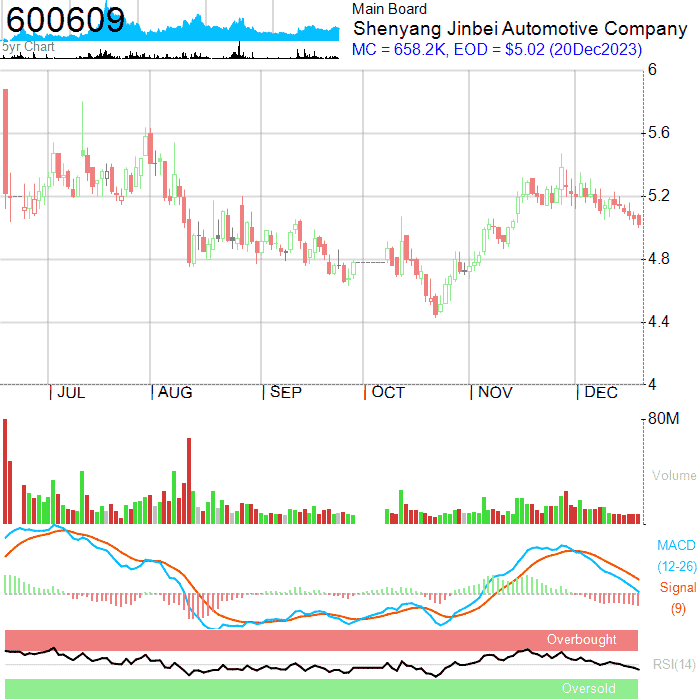 600609
5yr Chart
Main Board
Shenyang Jinbei Automotive Company
MC = 658.2K, EOD = $5.02 (20Dec2023)
6
5.6
5.2
4.8
4.4
4
JUL AUG SEP OCT NOV DEC
80M
Volume
MACD
(12-26)
Signal
(9)
Overbought
RSI(14)
Oversold